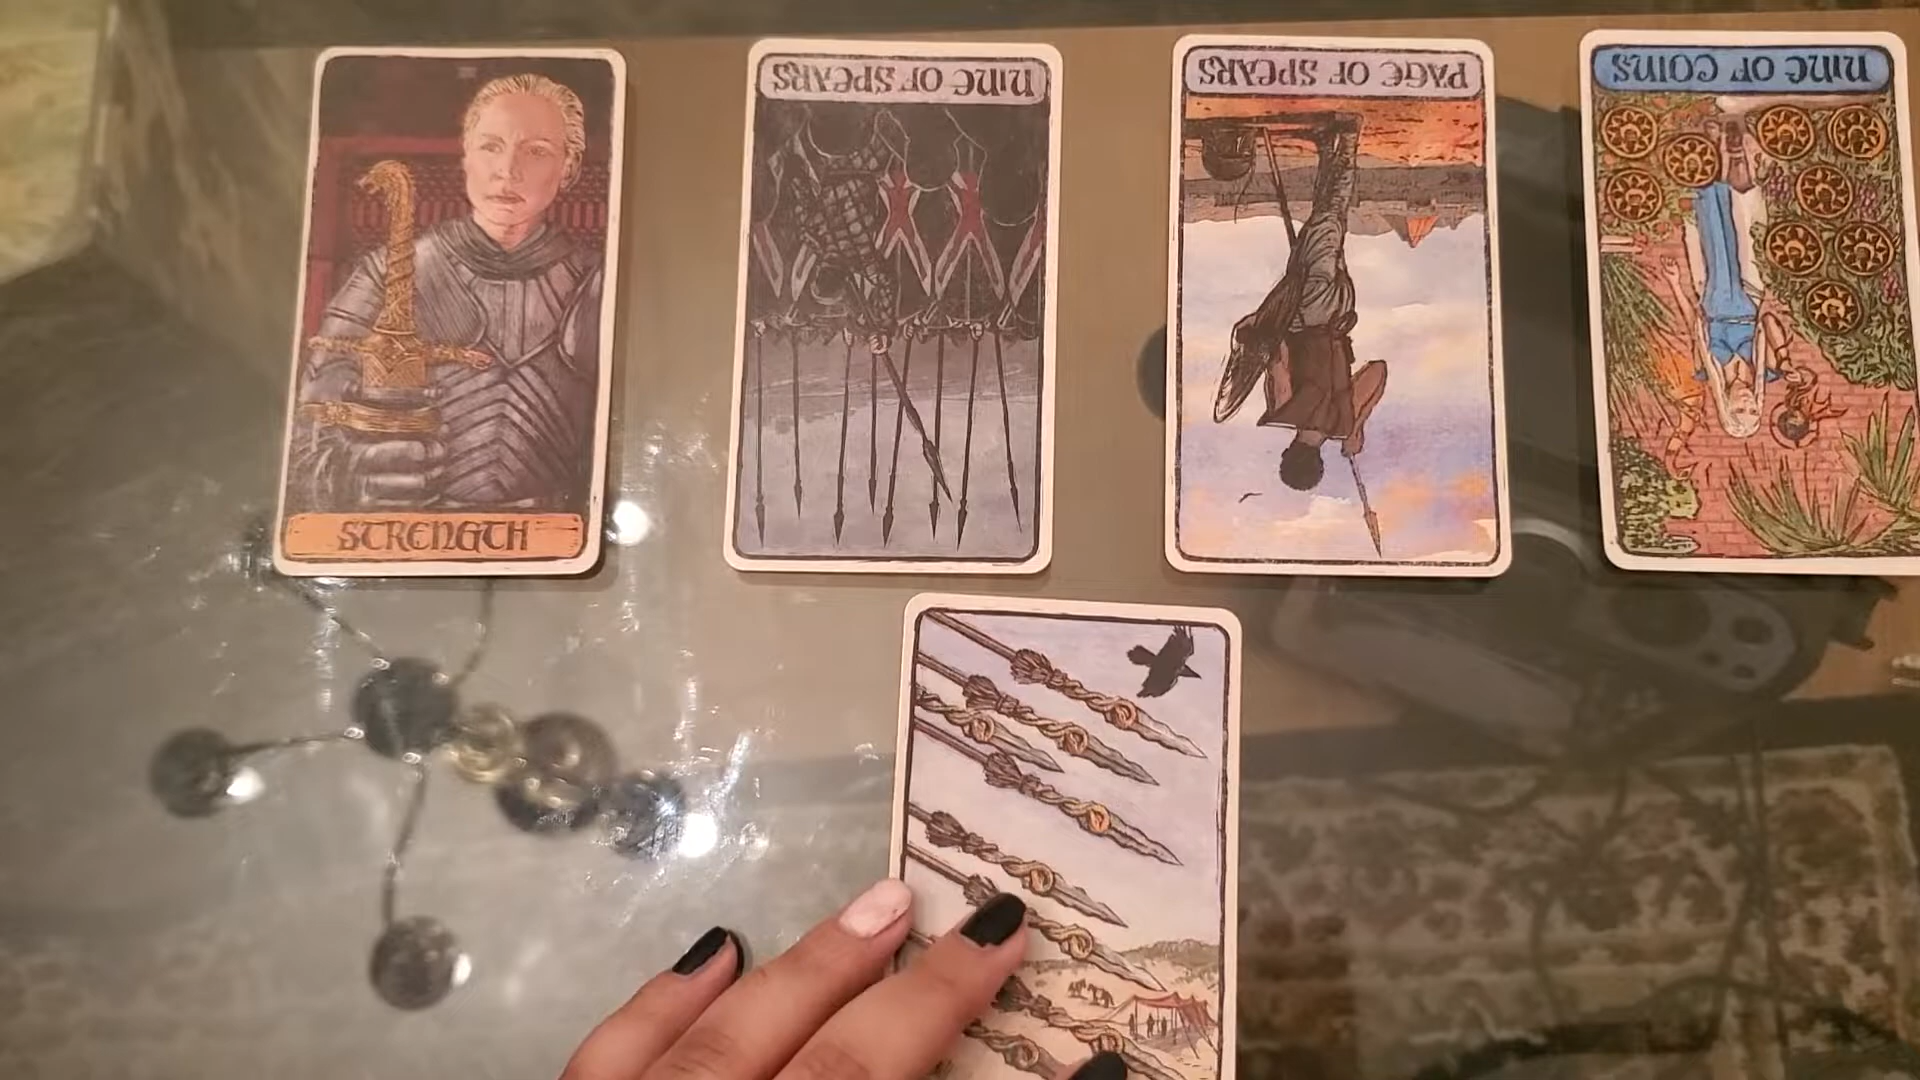 STRENGTH
NINE OF SPEARS
PAGE OF SPEARS
NINE OF COINS